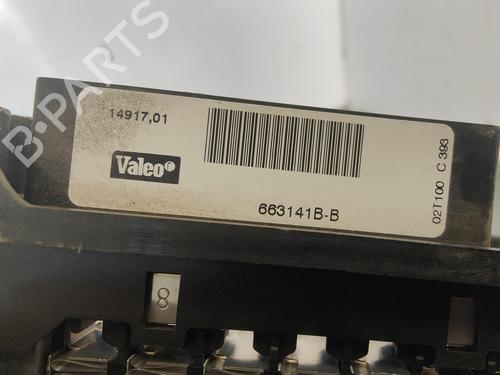 B-PARTS
14917,01
Valeo
663141B-B
02T100 C 393
8